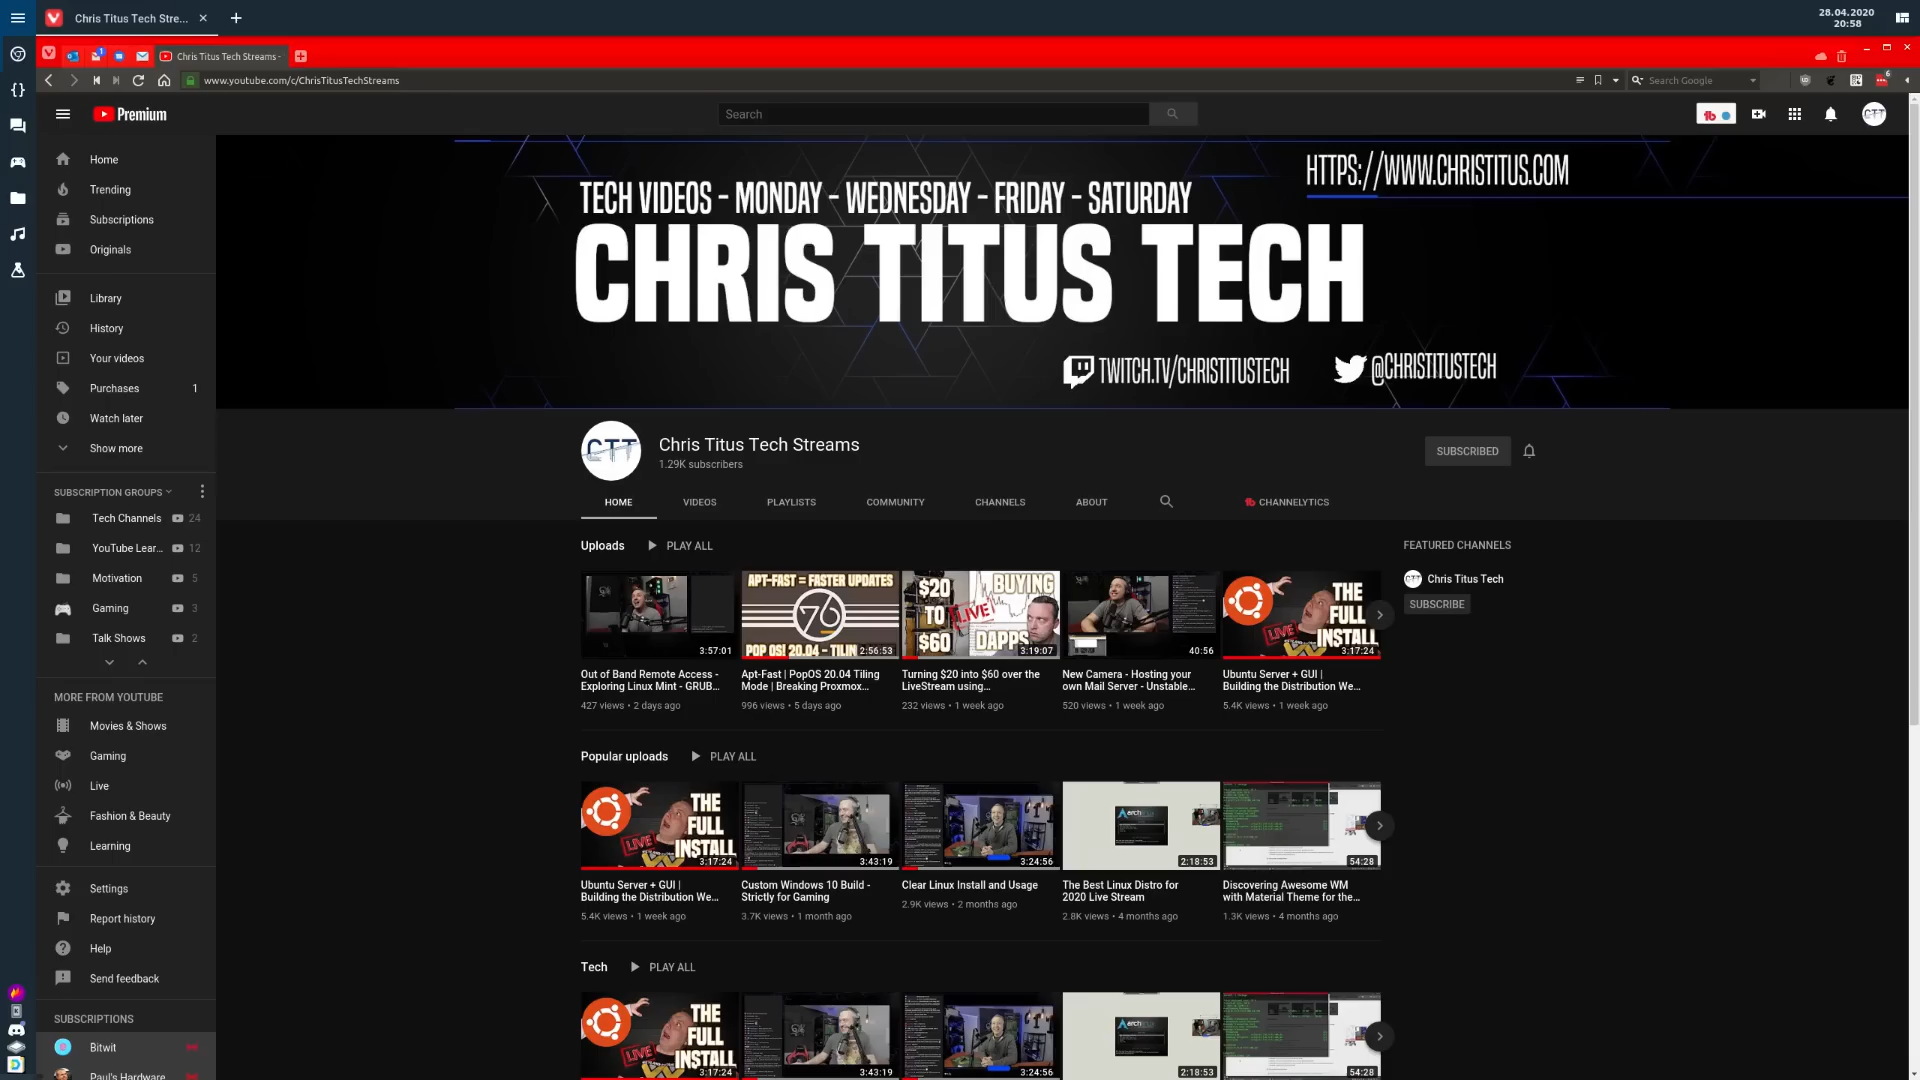 Chris Titus Tech Stre...
28.04.2020
20:58
Chris Titus Tech Streams -
www.youtube.com/c/ChrisTitusTechStreams
Search Google
6
1
Premium
Search
Home
Trending
Subscriptions
Originals
Library
History
Your videos
Purchases 1
Watch later
Show more
SUBSCRIPTION GROUPS
Tech Channels 24
YouTube Lear... 12
Motivation 5
Gaming 3
Talk Shows 2
MORE FROM YOUTUBE
Movies & Shows
Gaming
Live
Fashion & Beauty
Learning
Settings
Report history
Help
Send feedback
SUBSCRIPTIONS
Bitwit
Paul's Hardware
HTTPS://WWW.CHRISTITUS.COM
TECH VIDEOS - MONDAY - WEDNESDAY - FRIDAY - SATURDAY
CHRIS TITUS TECH
TWITCH.TV/CHRISTITUSTECH
@CHRISTITUSTECH
CTT
Chris Titus Tech Streams
1.29K subscribers
SUBSCRIBED
HOME VIDEOS PLAYLISTS COMMUNITY CHANNELS ABOUT CHANNELYTICS
Uploads PLAY ALL
3:57:01
Out of Band Remote Access -
Exploring Linux Mint - GRUB...
427 views • 2 days ago
APT-FAST = FASTER UPDATES
76
POP OS! 20.04 - TILIN
2:56:53
Apt-Fast | PopOS 20.04 Tiling
Mode | Breaking Proxmox...
996 views • 5 days ago
$20
TO
$60
LIVE
BUYING
DAPPS
3:19:07
Turning $20 into $60 over the
LiveStream using...
232 views • 1 week ago
40:56
New Camera - Hosting your
own Mail Server - Unstable...
520 views • 1 week ago
THE
FULL
INSTALL
LIVE
3:17:24
Ubuntu Server + GUI |
Building the Distribution We...
5.4K views • 1 week ago
FEATURED CHANNELS
Chris Titus Tech
SUBSCRIBE
Popular uploads PLAY ALL
THE
FULL
INSTALL
LIVE
3:17:24
Ubuntu Server + GUI |
Building the Distribution We...
5.4K views • 1 week ago
3:43:19
Custom Windows 10 Build -
Strictly for Gaming
3.7K views • 1 month ago
3:24:56
Clear Linux Install and Usage
2.9K views • 2 months ago
arch
2:18:53
The Best Linux Distro for
2020 Live Stream
2.8K views • 4 months ago
54:28
Discovering Awesome WM
with Material Theme for the...
1.3K views • 4 months ago
Tech PLAY ALL
THE
FULL
INSTALL
LIVE
3:17:24
3:43:19
3:24:56
arch
2:18:53
54:28